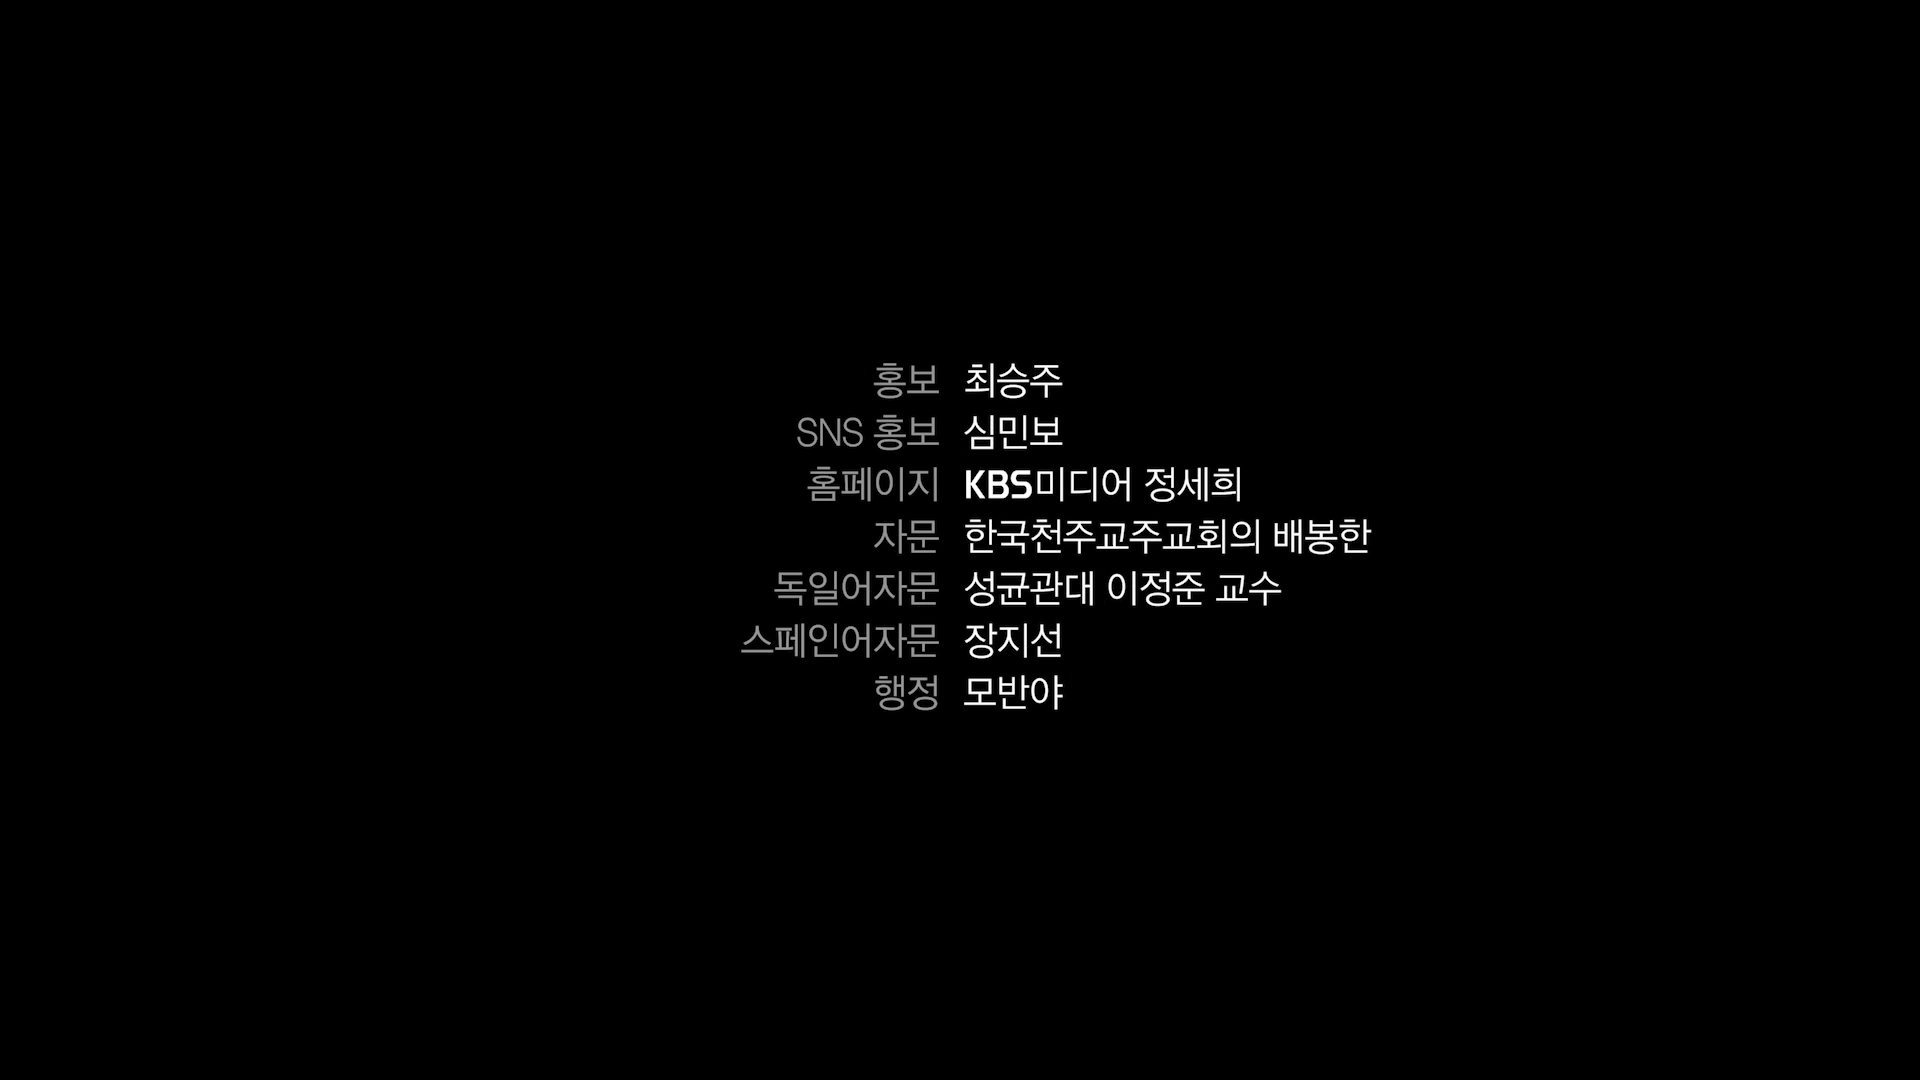 홍보 최승주
SNS 홍보 심민보
홈페이지 KBS미디어 정세희
자문 한국천주교주교회의 배봉한
독일어자문 성균관대 이정준 교수
스페인어자문 장지선
행정 모반야